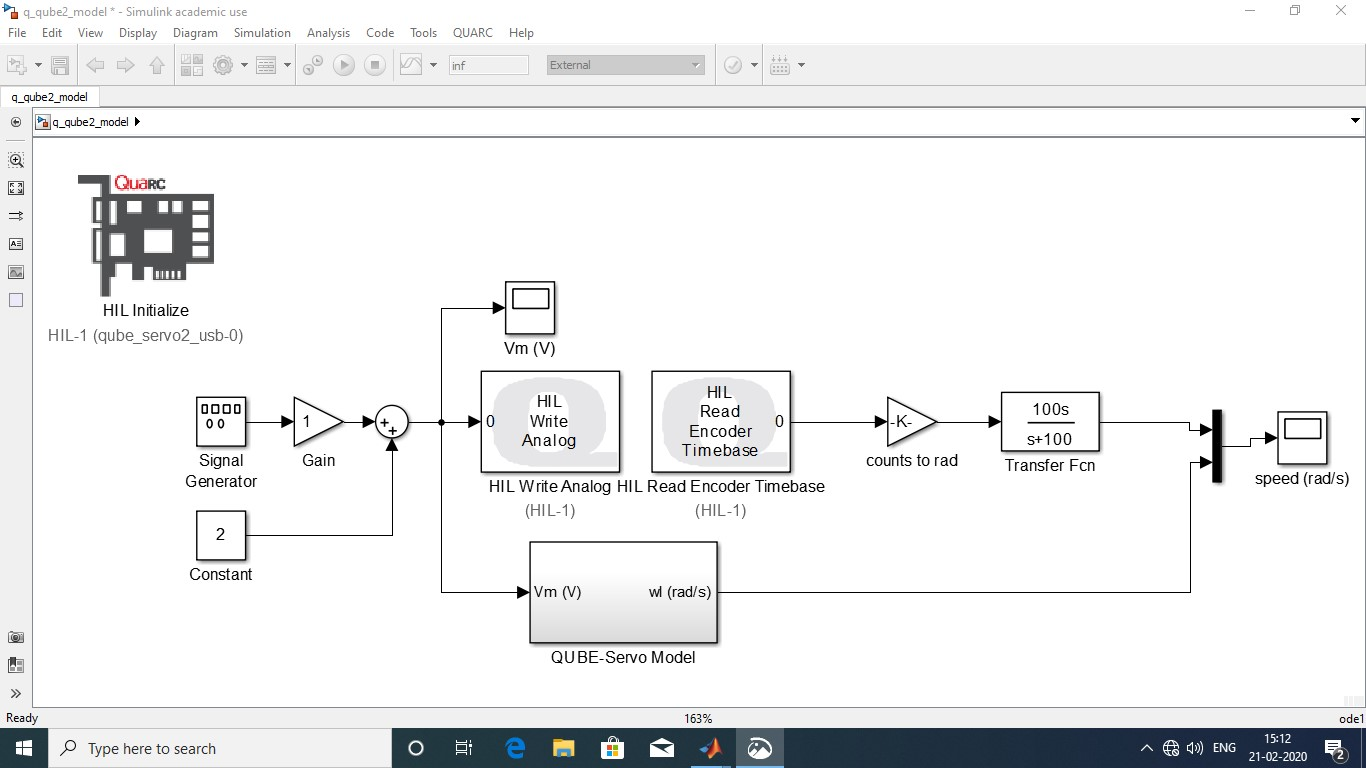 q_qube2_model * - Simulink academic use
File Edit View Display Diagram Simulation Analysis Code Tools QUARC Help
inf External
q_qube2_model
q_qube2_model
QUARC
HIL Initialize
HIL-1 (qube_servo2_usb-0)
Vm (V)
HIL
Write
Analog
0
HIL Write Analog
(HIL-1)
HIL
Read
Encoder
Timebase
0
HIL Read Encoder Timebase
(HIL-1)
Signal
Generator
1
Gain
++
-K-
counts to rad
100s
s+100
Transfer Fcn
speed (rad/s)
2
Constant
Vm (V) wl (rad/s)
QUBE-Servo Model
Ready 163% ode1
Type here to search
ENG
15:12
21-02-2020
2